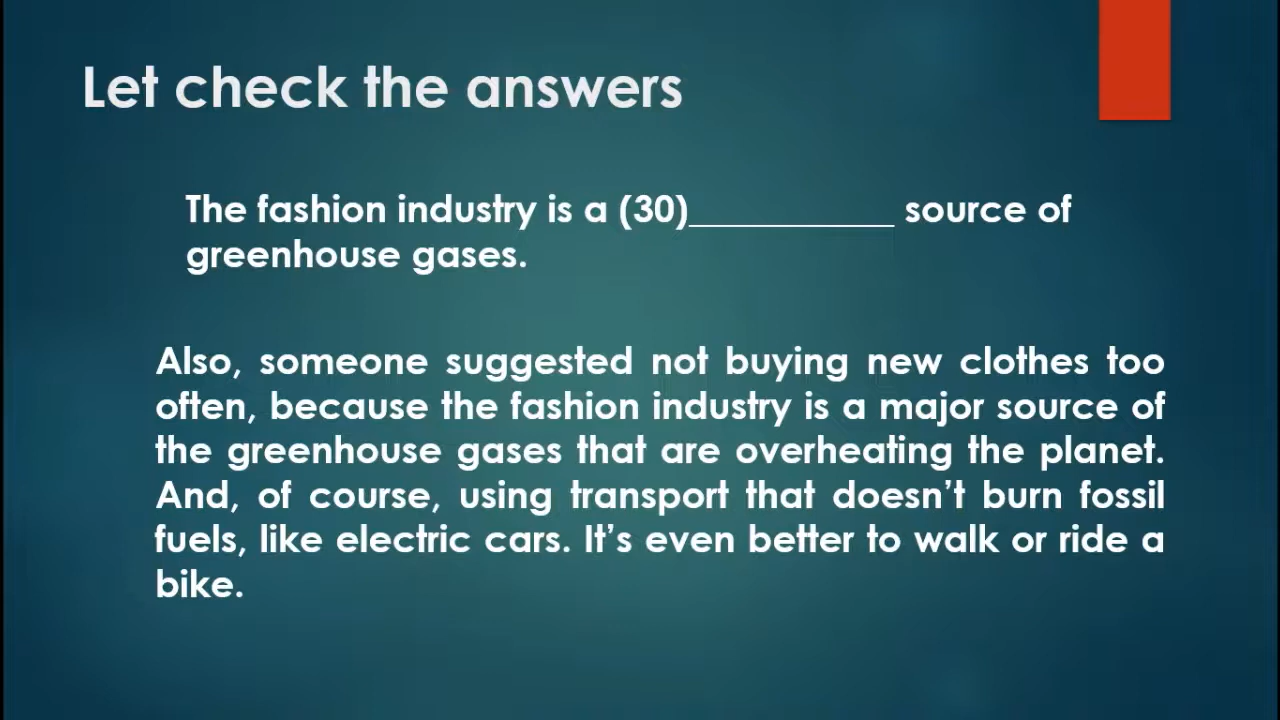 Let check the answers
The fashion industry is a (30)___________ source of
greenhouse gases.
Also, someone suggested not buying new clothes too
often, because the fashion industry is a major source of
the greenhouse gases that are overheating the planet.
And, of course, using transport that doesn’t burn fossil
fuels, like electric cars. It’s even better to walk or ride a
bike.